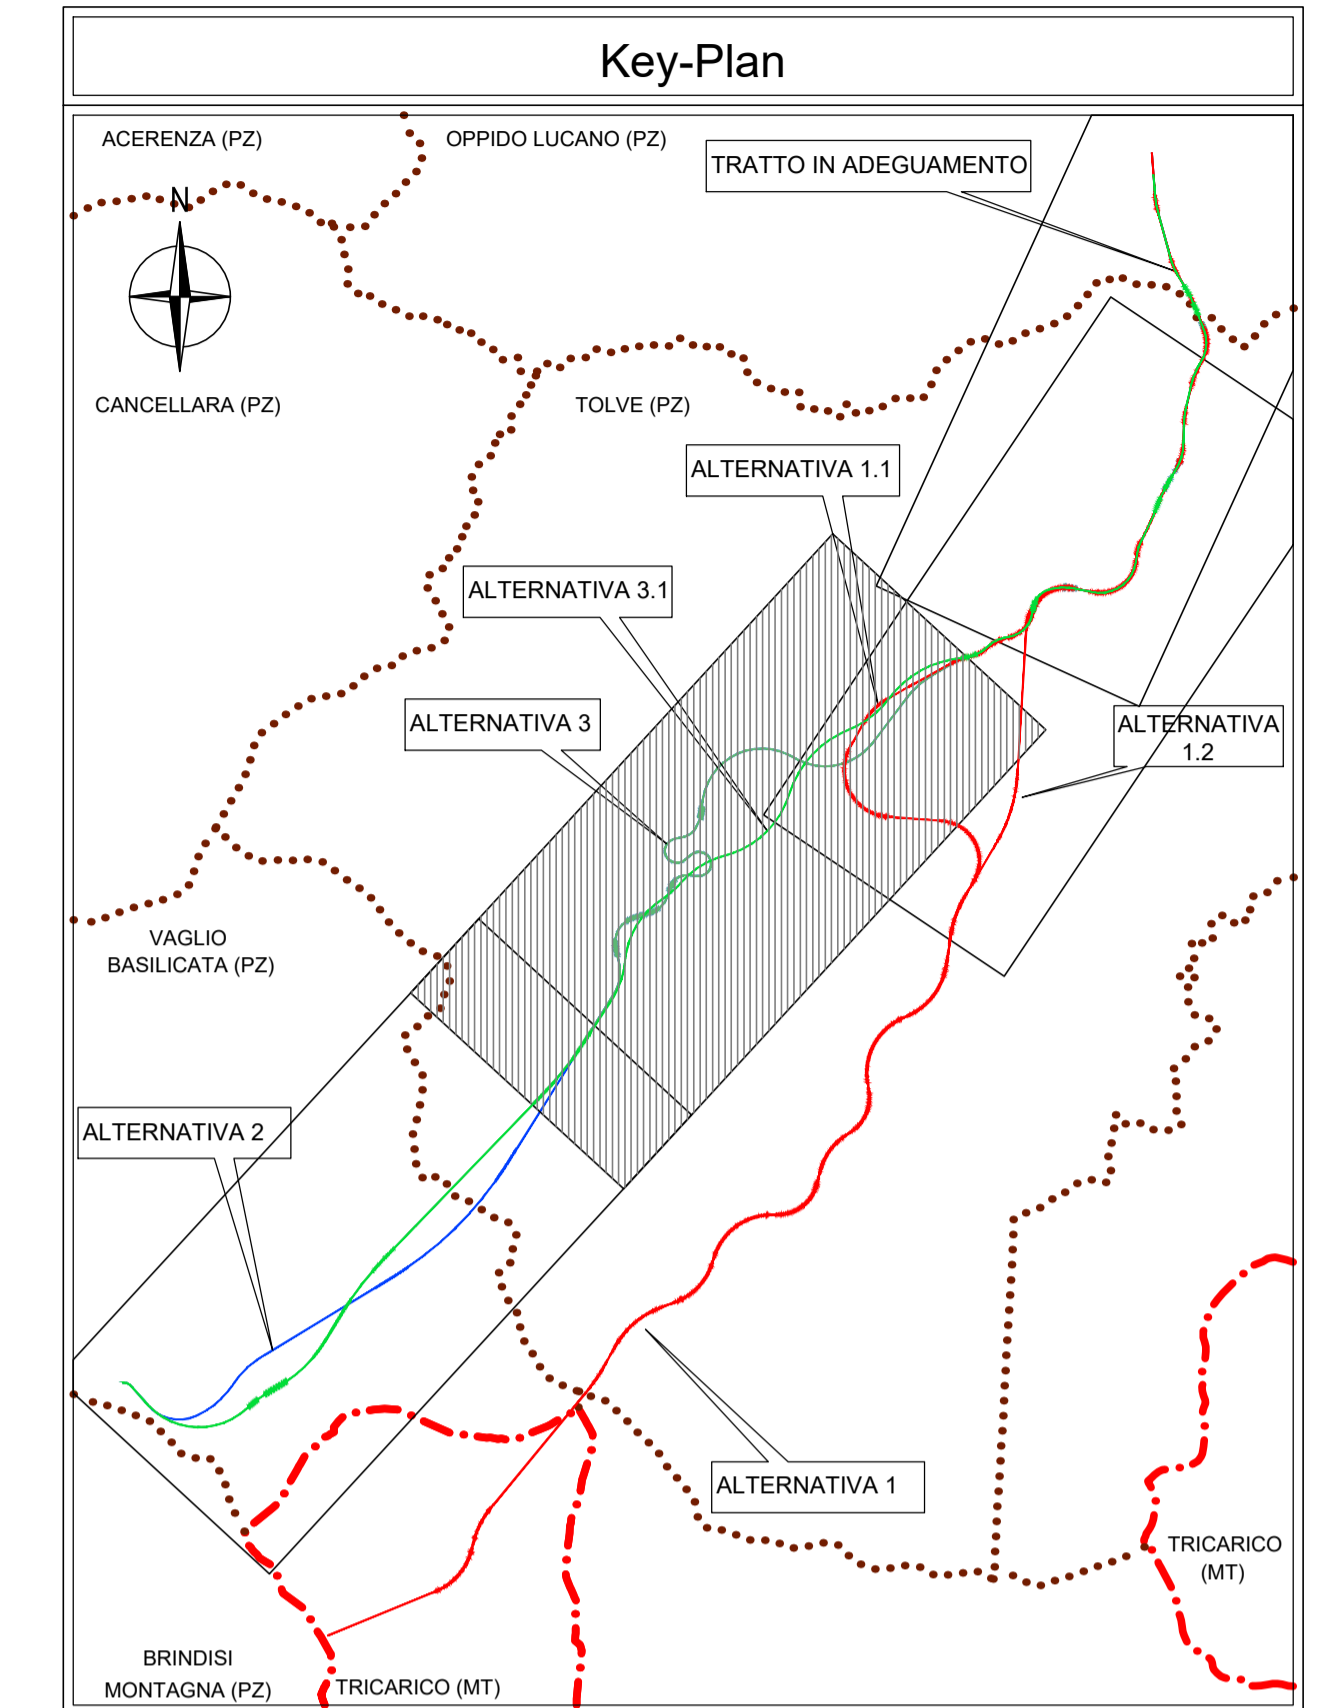 Key-Plan
ACERENZA (PZ)
OPPIDO LUCANO (PZ)
TRATTO IN ADEGUAMENTO
N
CANCELLARA (PZ)
TOLVE (PZ)
ALTERNATIVA 1.1
ALTERNATIVA 3.1
ALTERNATIVA 3
ALTERNATIVA
1.2
VAGLIO
BASILICATA (PZ)
ALTERNATIVA 2
ALTERNATIVA 1
TRICARICO
(MT)
BRINDISI
MONTAGNA (PZ)
TRICARICO (MT)